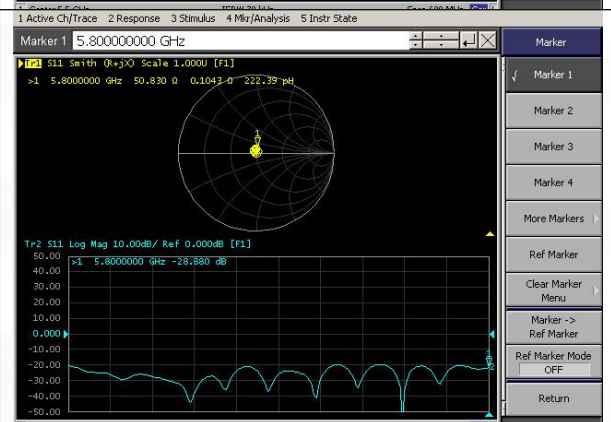 1 Active Ch/Trace 2 Response 3 Stimulus 4 Mkr/Analysis 5 Instr State
Marker 1 5.800000000 GHz
Marker
Tr1 S11 Smith (R+jX) Scale 1.000U [F1]
>1 5.8000000 GHz 50.830 Ω 0.1043 Ω 222.39 pH
1
√ Marker 1
Marker 2
Marker 3
Marker 4
More Markers
Ref Marker
Clear Marker
Menu
Marker ->
Ref Marker
Ref Marker Mode
OFF
Return
Tr2 S11 Log Mag 10.00dB/ Ref 0.000dB [F1]
>1 5.8000000 GHz -28.880 dB
50.00
40.00
30.00
20.00
10.00
0.000
-10.00
-20.00
-30.00
-40.00
-50.00